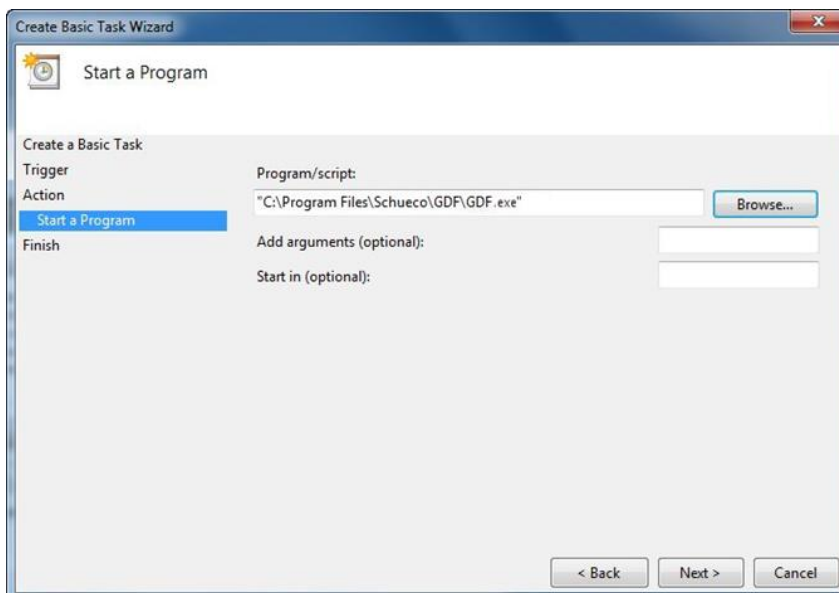 Create Basic Task Wizard
Start a Program
Create a Basic Task
Trigger
Action
Start a Program
Finish
Program/script:
"C:\Program Files\Schueco\GDF\GDF.exe"
Browse...
Add arguments (optional):
Start in (optional):
< Back
Next >
Cancel